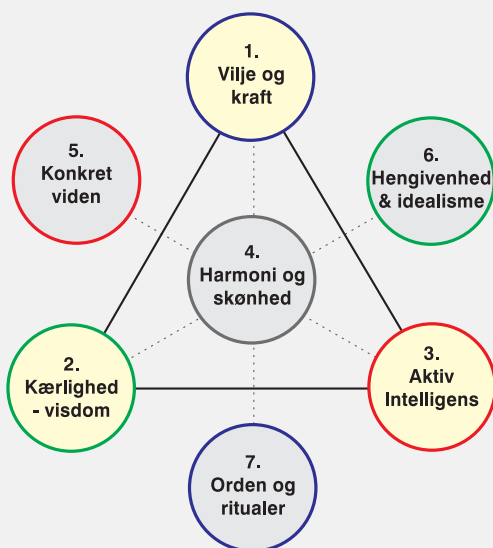 1.
Vilje og
kraft
5.
Konkret
viden
6.
Hengivenhed
& idealisme
4.
Harmoni og
skønhed
2.
Kærlighed
- visdom
3.
Aktiv
Intelligens
7.
Orden og
ritualer